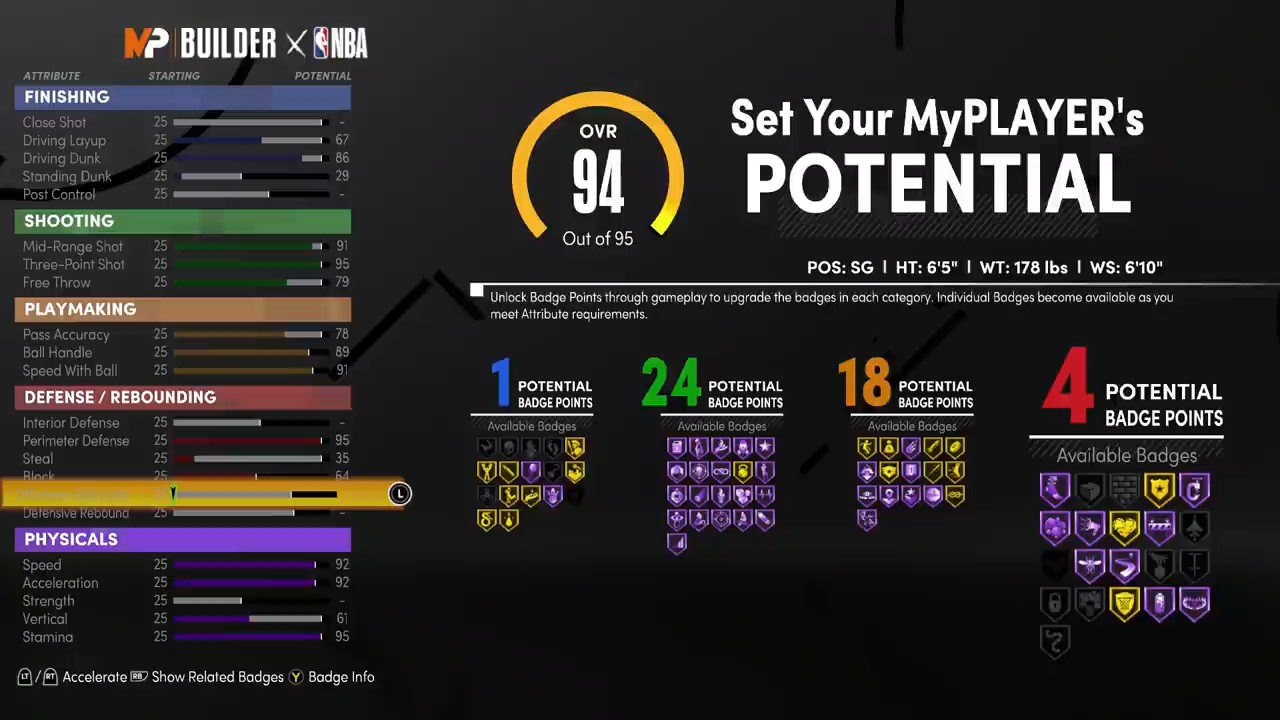 MP | BUILDER X NBA
ATTRIBUTE STARTING POTENTIAL
FINISHING
Close Shot 25 -
Driving Layup 25 67
Driving Dunk 25 86
Standing Dunk 25 29
Post Control 25 -
SHOOTING
Mid-Range Shot 25 91
Three-Point Shot 25 95
Free Throw 25 79
PLAYMAKING
Pass Accuracy 25 78
Ball Handle 25 89
Speed With Ball 25 91
DEFENSE / REBOUNDING
Interior Defense 25 -
Perimeter Defense 25 95
Steal 25 35
Block 25 64
L
Defensive Rebound 25 -
PHYSICALS
Speed 25 92
Acceleration 25 92
Strength 25 -
Vertical 25 61
Stamina 25 95
LT / RT Accelerate RB Show Related Badges Y Badge Info
OVR
94
Out of 95
Set Your MyPLAYER's
POTENTIAL
POS: SG | HT: 6'5" | WT: 178 lbs | WS: 6'10"
Unlock Badge Points through gameplay to upgrade the badges in each category. Individual Badges become available as you
meet Attribute requirements.
1 POTENTIAL BADGE POINTS
Available Badges
24 POTENTIAL BADGE POINTS
Available Badges
18 POTENTIAL BADGE POINTS
Available Badges
4 POTENTIAL BADGE POINTS
Available Badges